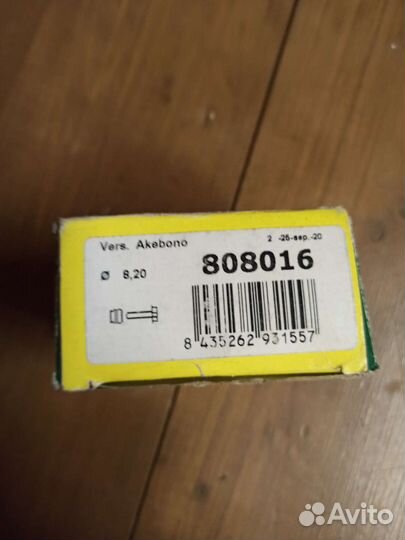 Vers. Akebono
2 -25-sep.-20
Ø 8,20
808016
8 435262 931557
Avito